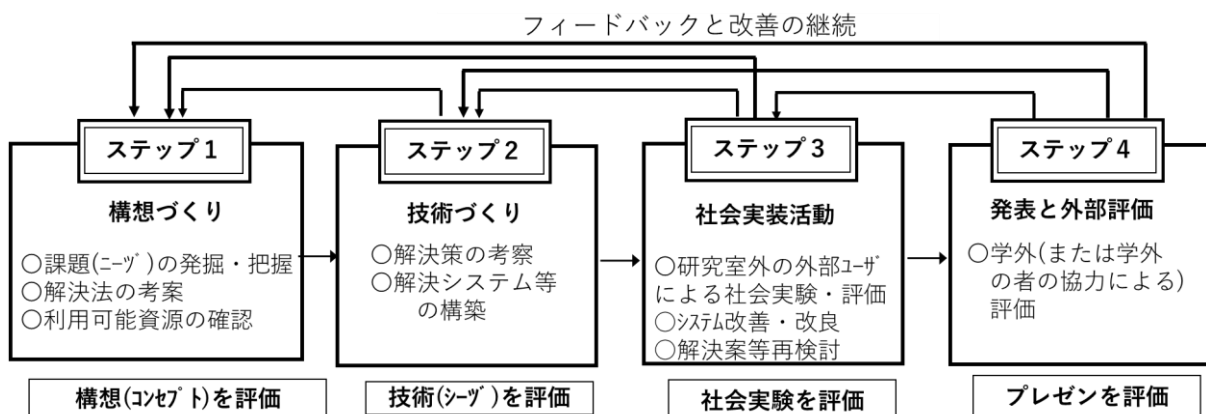 フィードバックと改善の継続
ステップ1
構想づくり
○課題(ニーヅ)の発掘・把握
○解決法の考案
○利用可能資源の確認
構想(コンセプト)を評価
ステップ2
技術づくり
○解決策の考察
○解決システム等
の構築
技術(シーヅ)を評価
ステップ3
社会実装活動
○研究室外の外部ユーザ
による社会実験・評価
○システム改善・改良
○解決案等再検討
社会実験を評価
ステップ4
発表と外部評価
○学外(または学外
の者の協力による)
評価
プレゼンを評価